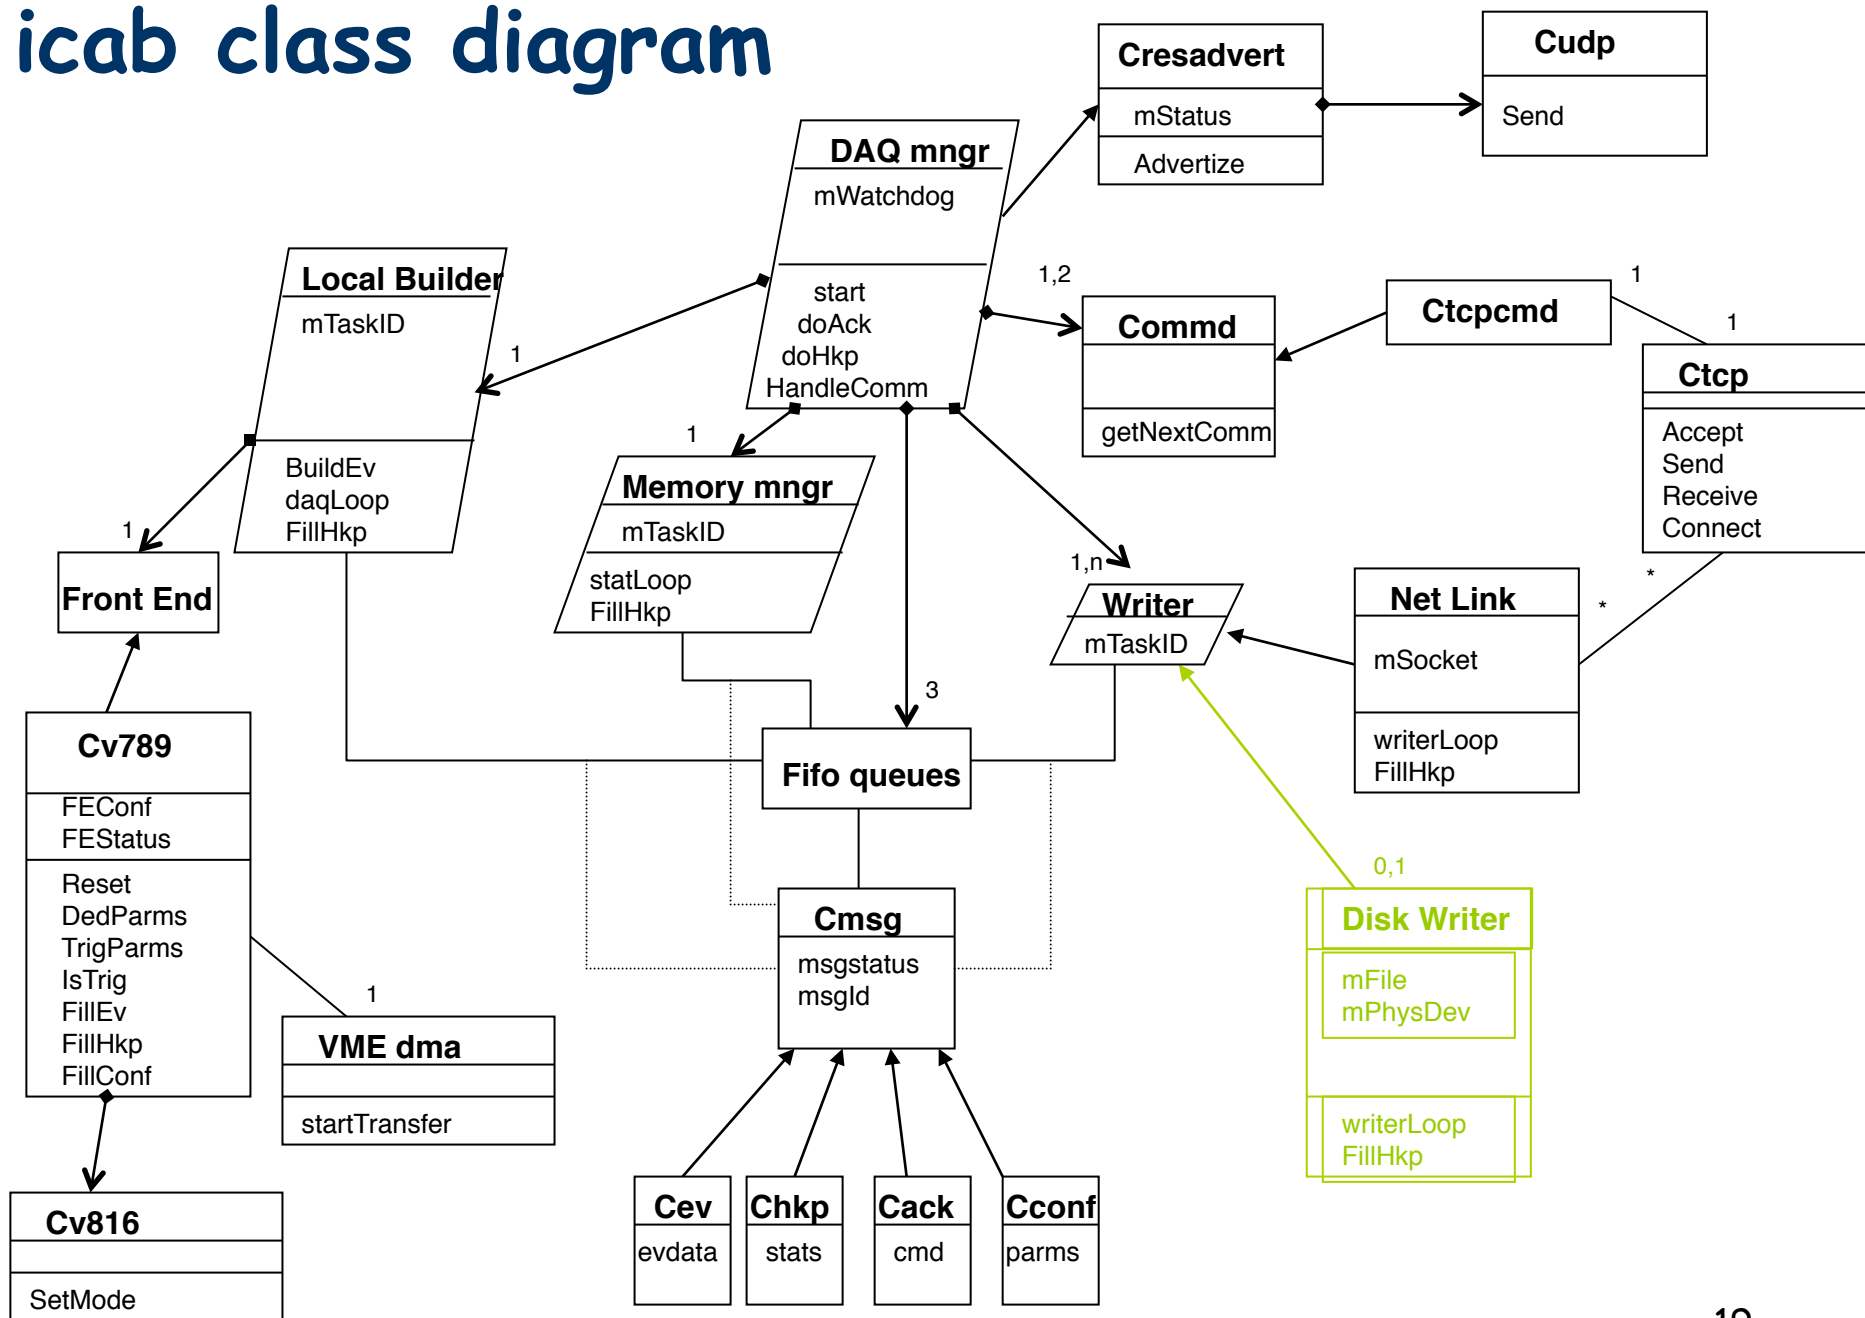 icab class diagram
Cresadvert
mStatus
Advertize
Cudp
Send
DAQ mngr
mWatchdog
start
doAck
doHkp
HandleComm
Local Builder
mTaskID
BuildEv
daqLoop
FillHkp
1
1,2
Commd
getNextComm
Ctcpcmd
1
1
Ctcp
Accept
Send
Receive
Connect
1
Memory mngr
mTaskID
statLoop
FillHkp
1
Front End
1,n
Writer
mTaskID
Net Link
mSocket
writerLoop
FillHkp
*
*
3
Fifo queues
Cv789
FEConf
FEStatus
Reset
DedParms
TrigParms
IsTrig
FillEv
FillHkp
FillConf
1
VME dma
startTransfer
Cv816
SetMode
Cmsg
msgstatus
msgId
0,1
Disk Writer
mFile
mPhysDev
writerLoop
FillHkp
Cev
evdata
Chkp
stats
Cack
cmd
Cconf
parms